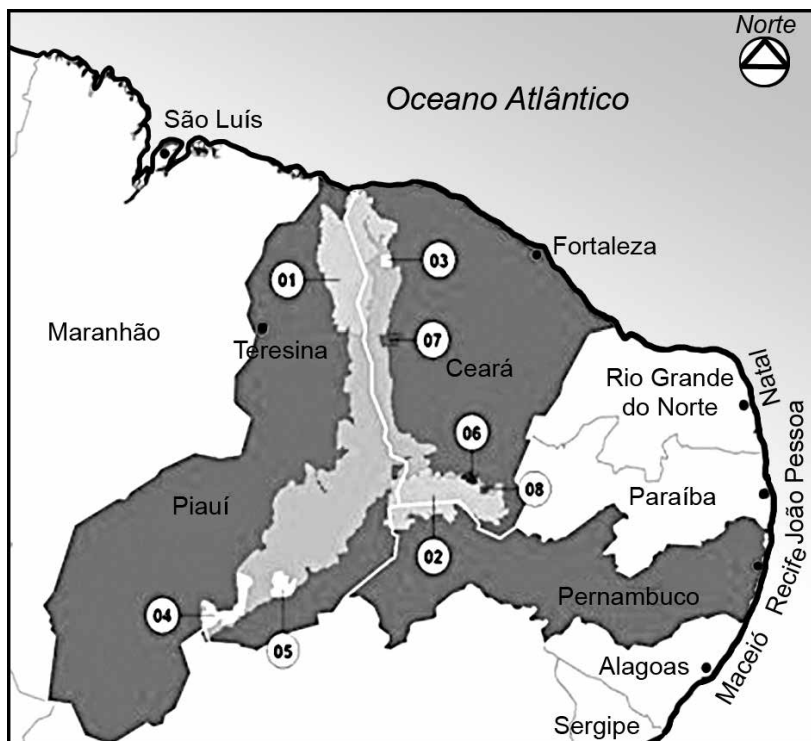 Norte
Oceano Atlântico
São Luís
Fortaleza
03
01
Maranhão
Teresina
07
Ceará
Rio Grande
do Norte
Natal
06
08
Piauí
Paraíba
João Pessoa
02
Pernambuco
Recife
04
05
Alagoas
Maceió
Sergipe